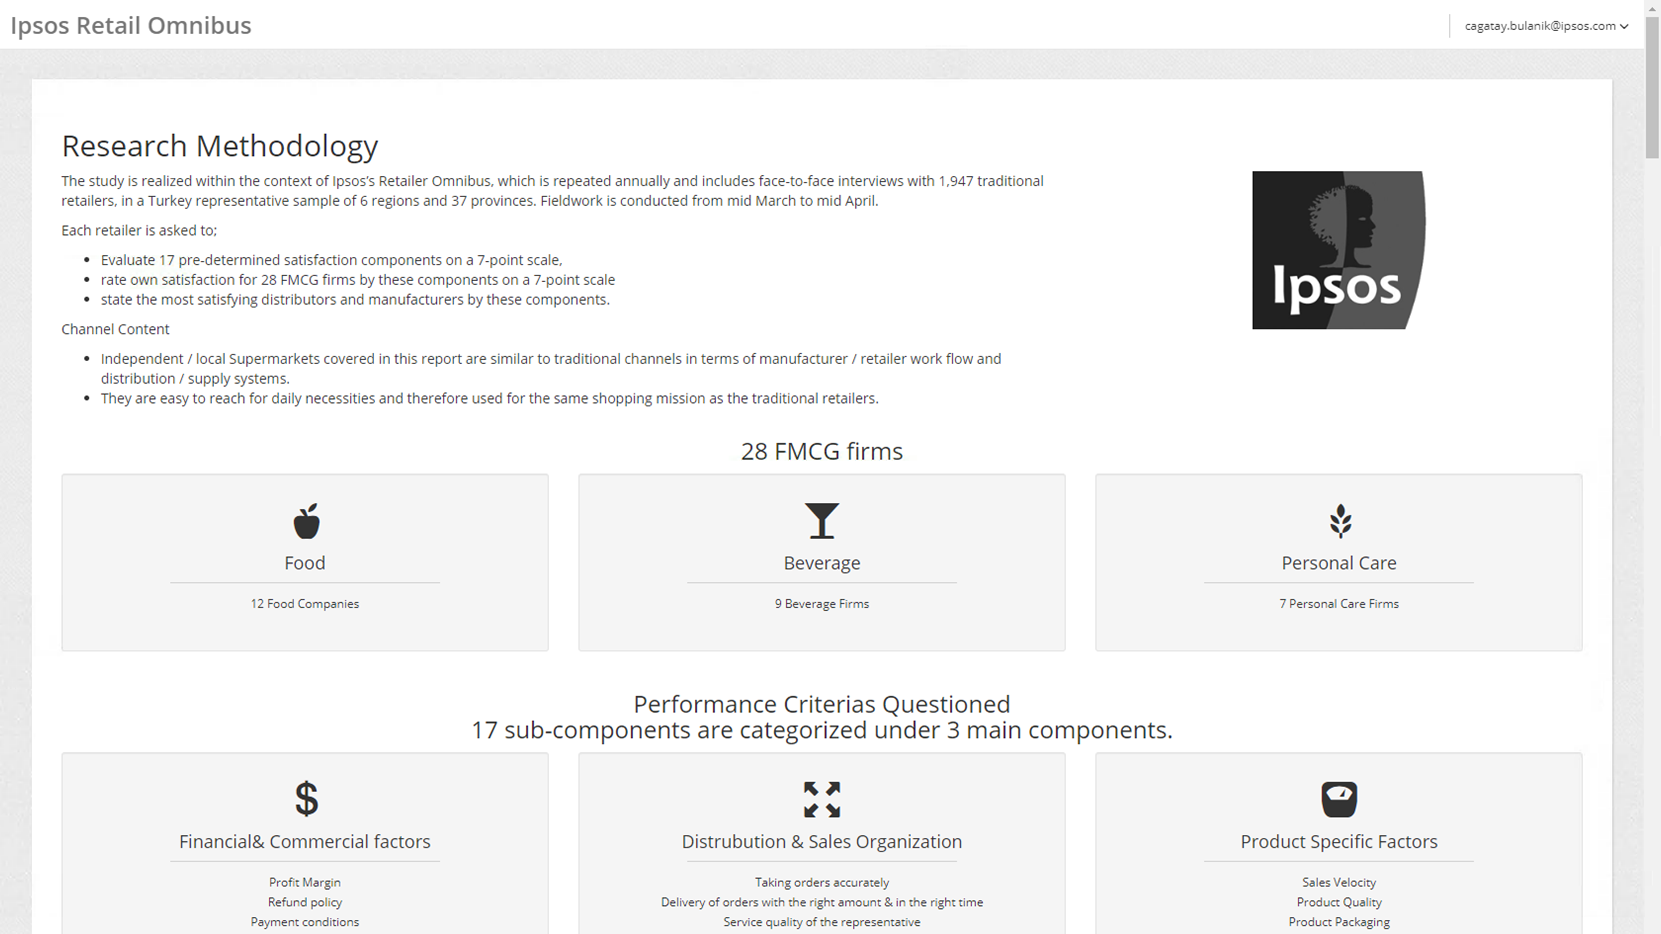 Ipsos Retail Omnibus
cagatay.bulanik@ipsos.com
Research Methodology
The study is realized within the context of Ipsos's Retailer Omnibus, which is repeated annually and includes face-to-face interviews with 1,947 traditional
retailers, in a Turkey representative sample of 6 regions and 37 provinces. Fieldwork is conducted from mid March to mid April.
Each retailer is asked to;
Evaluate 17 pre-determined satisfaction components on a 7-point scale,
rate own satisfaction for 28 FMCG firms by these components on a 7-point scale
state the most satisfying distributors and manufacturers by these components.
Channel Content
Independent / local Supermarkets covered in this report are similar to traditional channels in terms of manufacturer / retailer work flow and
distribution / supply systems.
They are easy to reach for daily necessities and therefore used for the same shopping mission as the traditional retailers.
Ipsos
28 FMCG firms
Food
12 Food Companies
Beverage
9 Beverage Firms
Personal Care
7 Personal Care Firms
Performance Criterias Questioned
17 sub-components are categorized under 3 main components.
$
Financial& Commercial factors
Profit Margin
Refund policy
Payment conditions
Distrubution & Sales Organization
Taking orders accurately
Delivery of orders with the right amount & in the right time
Service quality of the representative
Product Specific Factors
Sales Velocity
Product Quality
Product Packaging